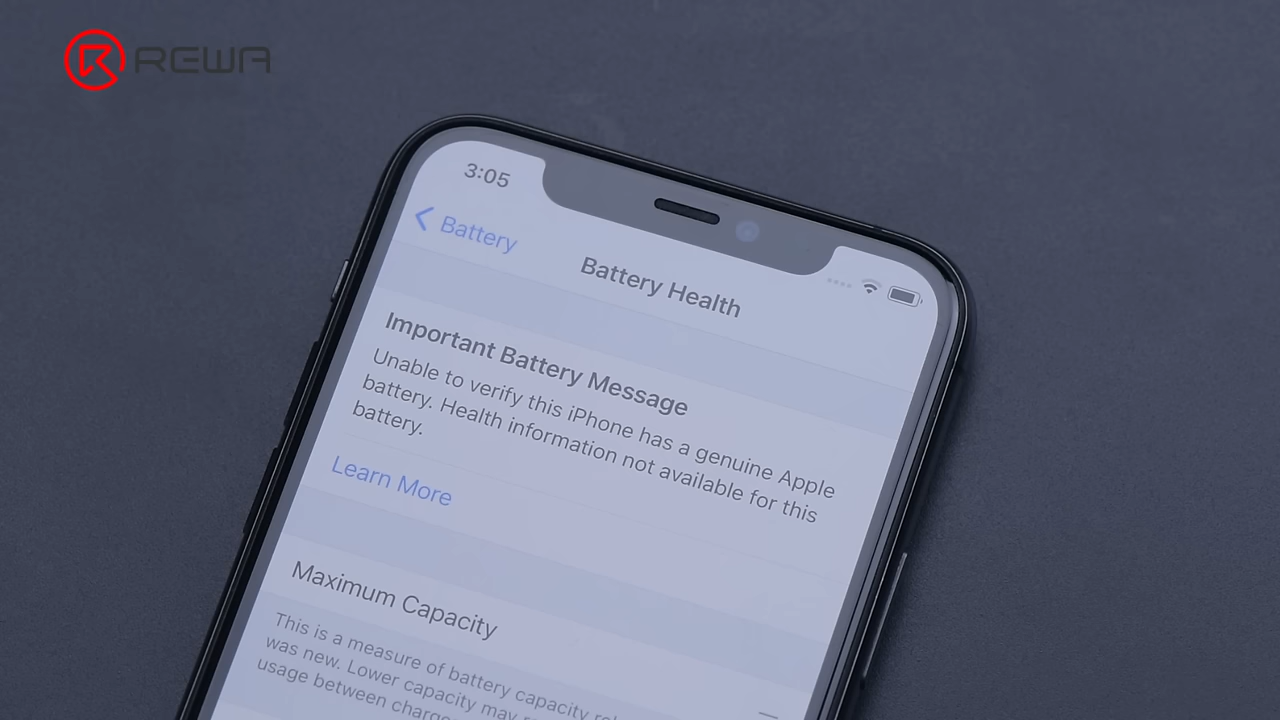 REWA
3:05
Battery
Battery Health
Important Battery Message
Unable to verify this iPhone has a genuine Apple
battery. Health information not available for this
battery.
Learn More
Maximum Capacity
This is a measure of battery capacity
was new. Lower capacity may
usage between